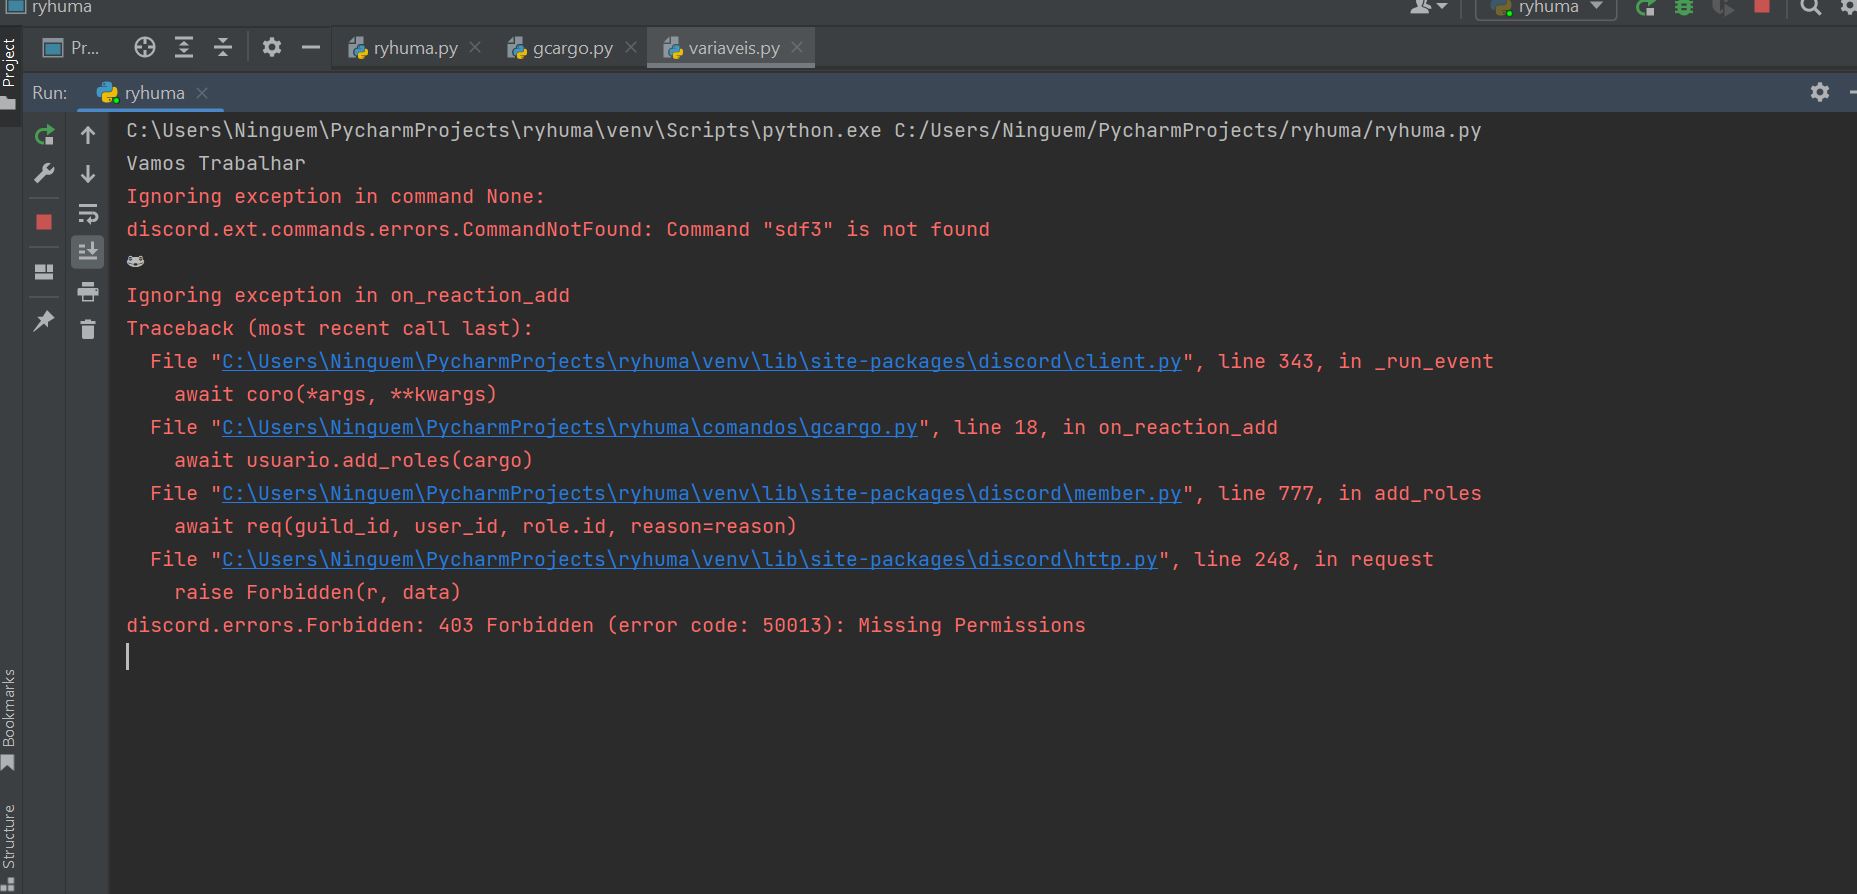 ryhuma
ryhuma
Project
Pr...
ryhuma.py
gcargo.py
variaveis.py
Run:
ryhuma
C:\Users\Ninguem\PycharmProjects\ryhuma\venv\Scripts\python.exe C:/Users/Ninguem/PycharmProjects/ryhuma/ryhuma.py
Vamos Trabalhar
Ignoring exception in command None:
discord.ext.commands.errors.CommandNotFound: Command "sdf3" is not found
Ignoring exception in on_reaction_add
Traceback (most recent call last):
  File "C:\Users\Ninguem\PycharmProjects\ryhuma\venv\lib\site-packages\discord\client.py", line 343, in _run_event
    await coro(*args, **kwargs)
  File "C:\Users\Ninguem\PycharmProjects\ryhuma\comandos\gcargo.py", line 18, in on_reaction_add
    await usuario.add_roles(cargo)
  File "C:\Users\Ninguem\PycharmProjects\ryhuma\venv\lib\site-packages\discord\member.py", line 777, in add_roles
    await req(guild_id, user_id, role.id, reason=reason)
  File "C:\Users\Ninguem\PycharmProjects\ryhuma\venv\lib\site-packages\discord\http.py", line 248, in request
    raise Forbidden(r, data)
discord.errors.Forbidden: 403 Forbidden (error code: 50013): Missing Permissions
Bookmarks
Structure